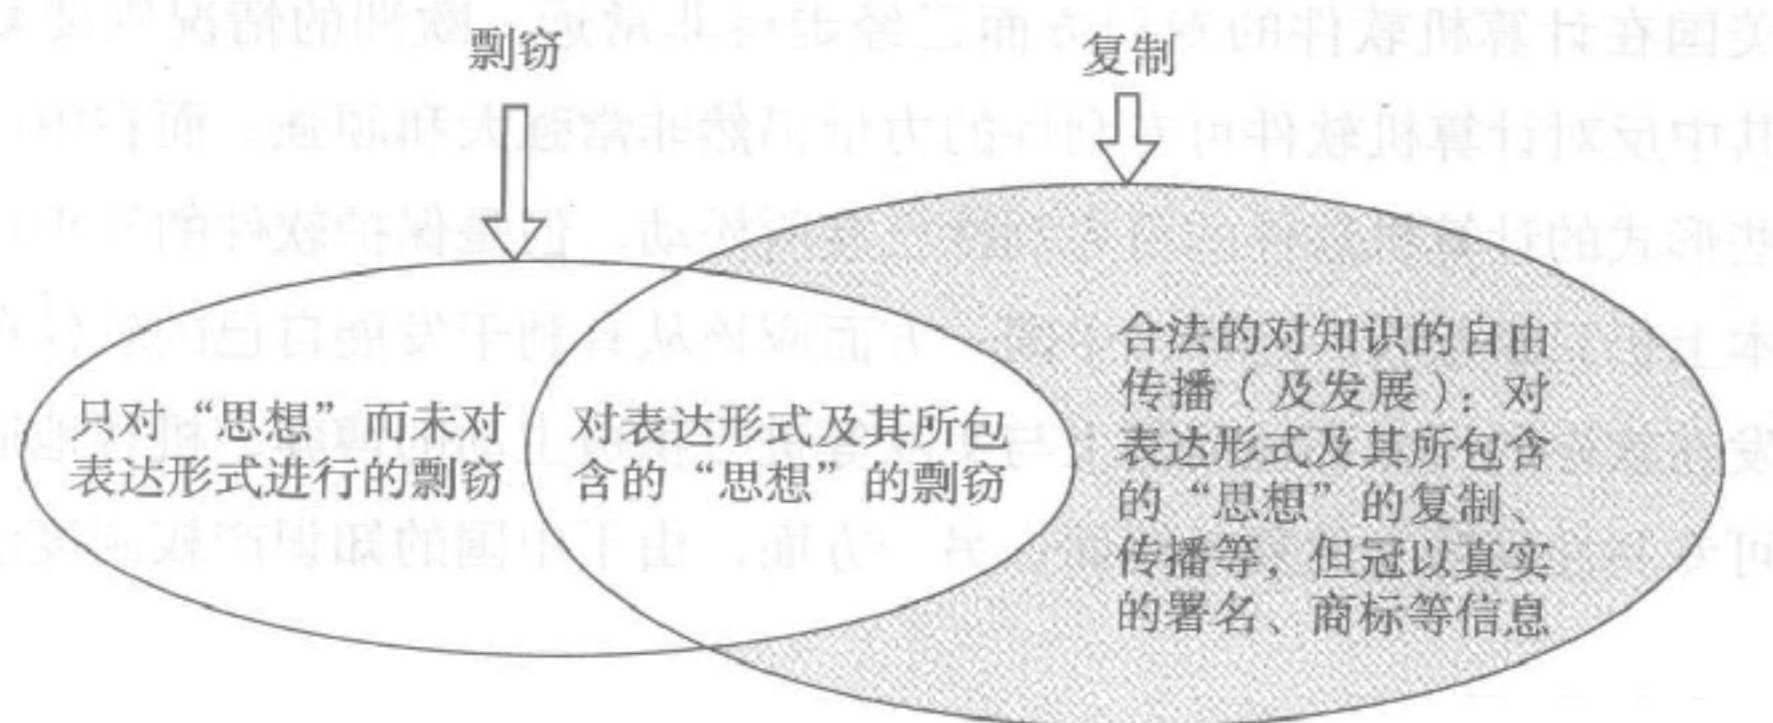 剽窃
复制
只对“思想”而未对
表达形式进行的剽窃
对表达形式及其所包
含的“思想”的剽窃
合法的对知识的自由
传播（及发展）：对
表达形式及其所包含
的“思想”的复制、
传播等，但冠以真实
的署名、商标等信息